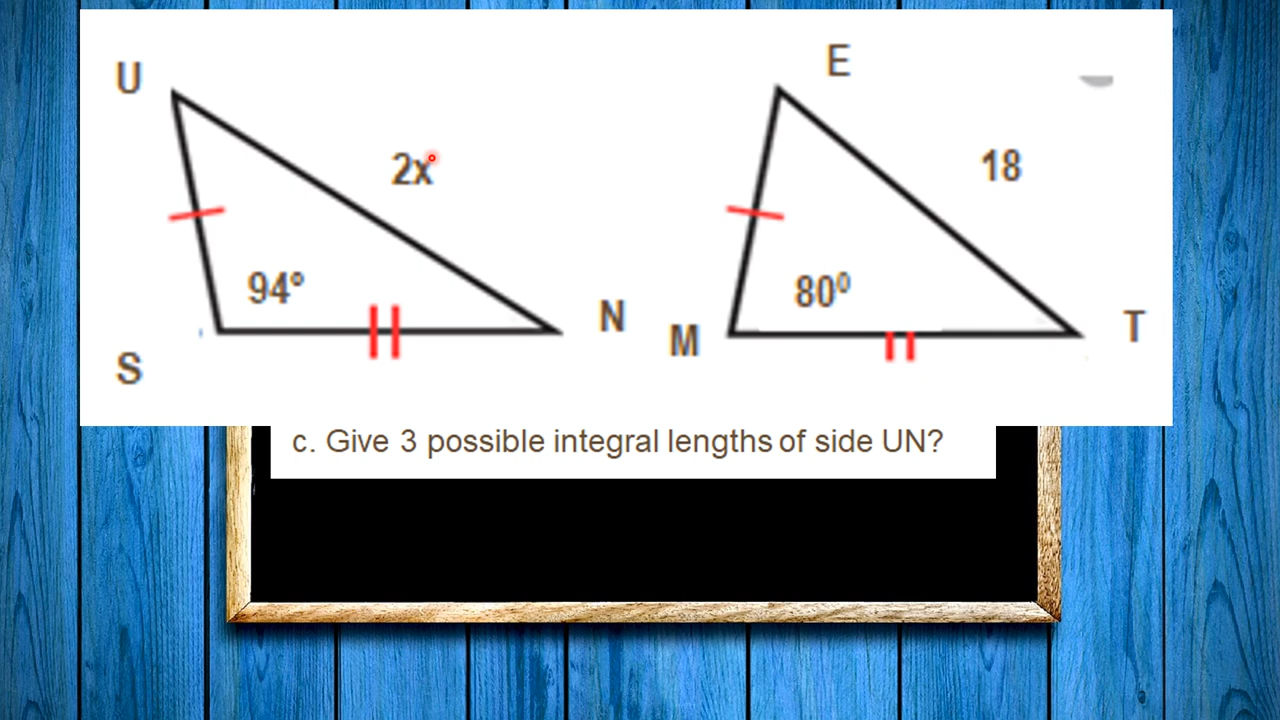 U
E
2x°
18
94°
80⁰
N
T
M
S
c. Give 3 possible integral lengths of side UN?